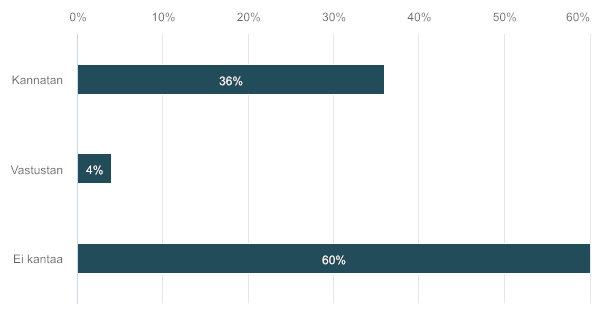 0% 10% 20% 30% 40% 50% 60%
Kannatan 36%
Vastustan 4%
Ei kantaa 60%